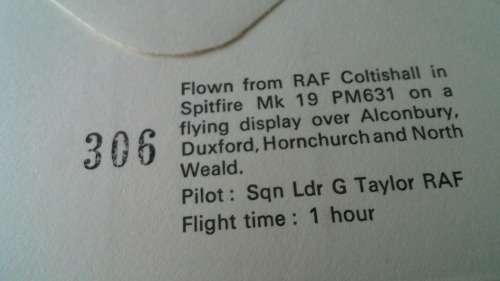 Flown from RAF Coltishall in
Spitfire Mk 19 PM631 on a
flying display over Alconbury,
Duxford, Hornchurch and North
Weald.
Pilot: Sqn Ldr G Taylor RAF
Flight time: 1 hour
306